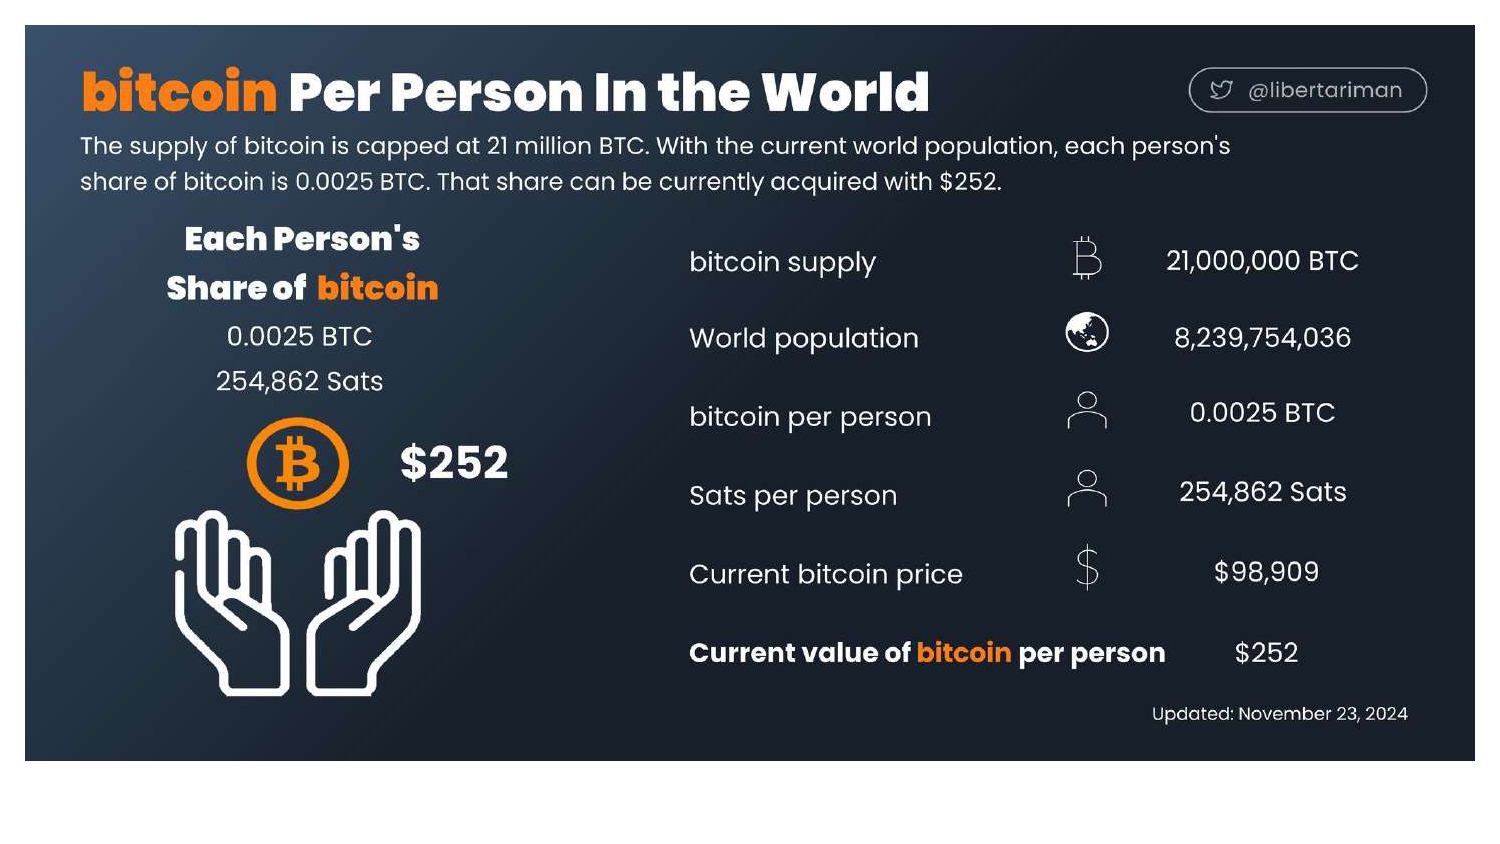 bitcoin Per Person In the World
@libertariman
The supply of bitcoin is capped at 21 million BTC. With the current world population, each person's
share of bitcoin is 0.0025 BTC. That share can be currently acquired with $252.
Each Person's
Share of bitcoin
0.0025 BTC
254,862 Sats
$252
bitcoin supply 21,000,000 BTC
World population 8,239,754,036
bitcoin per person 0.0025 BTC
Sats per person 254,862 Sats
Current bitcoin price $ $98,909
Current value of bitcoin per person $252
Updated: November 23, 2024